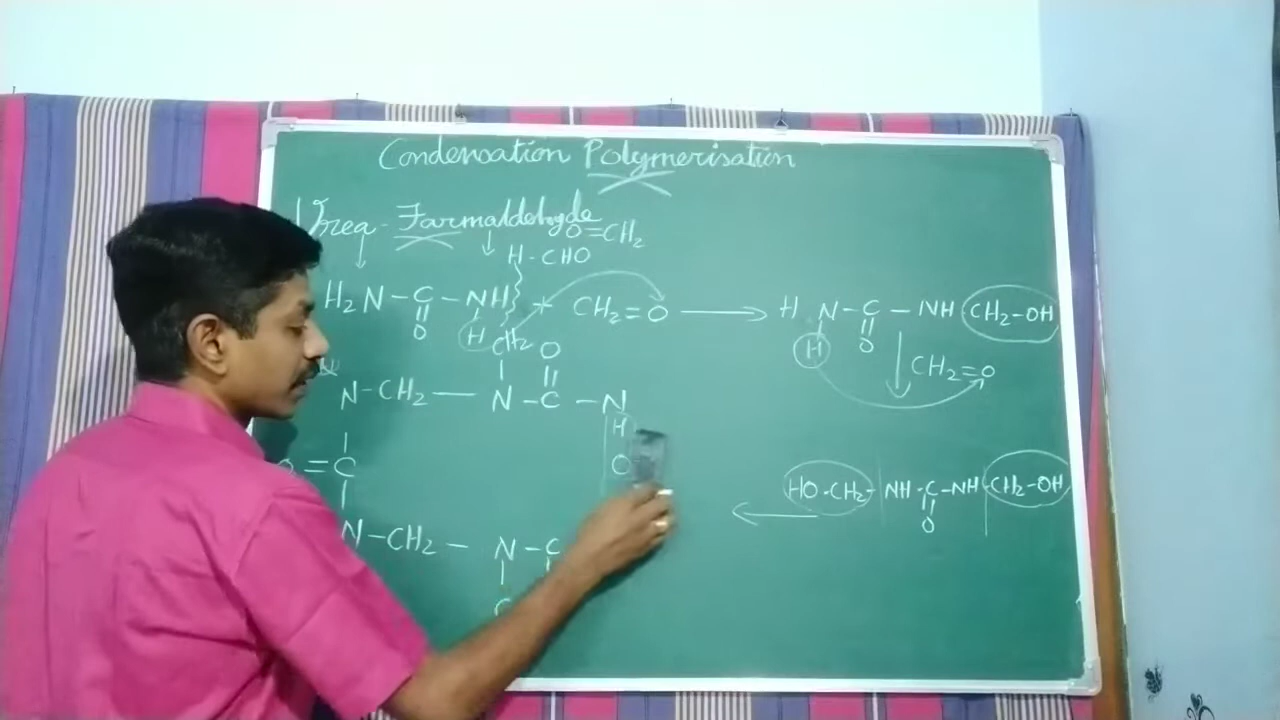 Condensation Polymerisation
Urea - Farmaldehyde
O=CH2
H-CHO
H2N - C - NH + CH2=O ⟶ H N - C - NH CH2-OH
O H CH2 O H O
CH2=O
N-CH2 — N - C - N
H
O=C O
HO-CH2- NH - C - NH - CH2-OH
O
N-CH2 - N - C
C